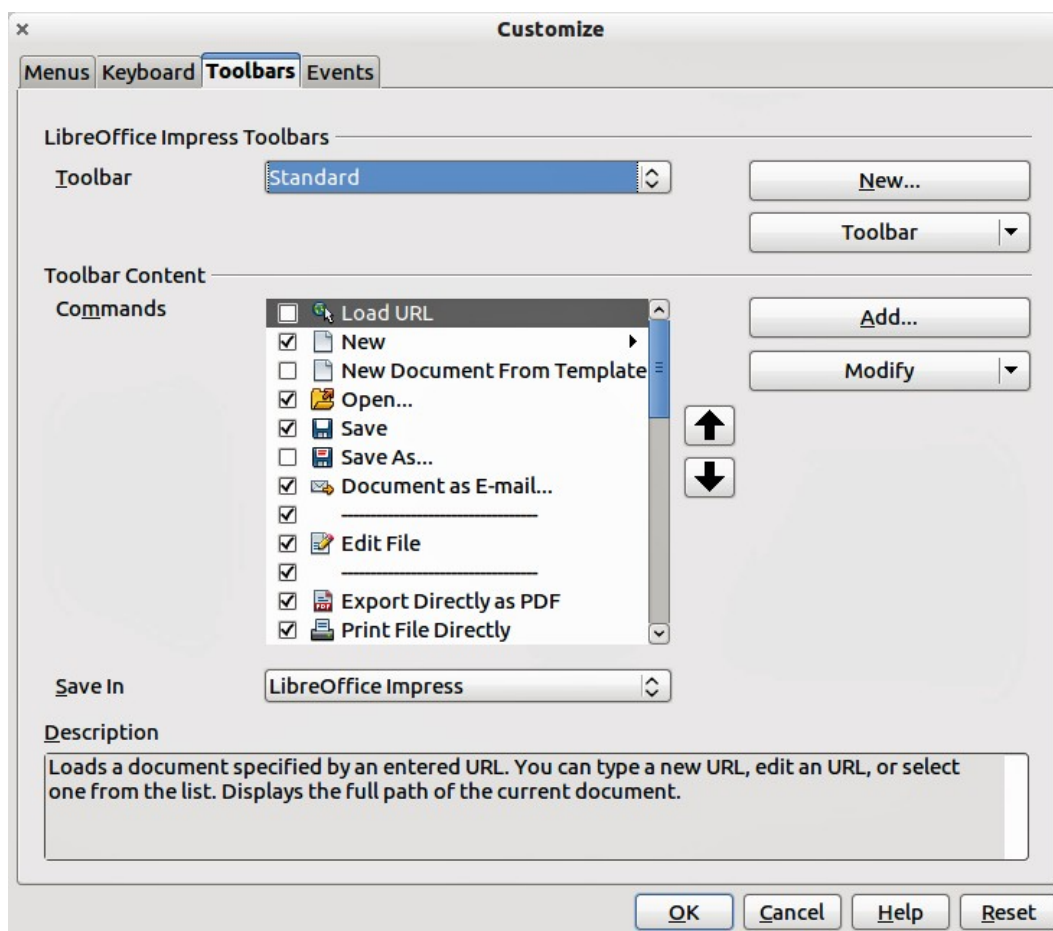 Customize
Menus Keyboard Toolbars Events
LibreOffice Impress Toolbars
Toolbar Standard New...
Toolbar
Toolbar Content
Commands Load URL Add...
New
New Document From Template Modify
Open...
Save
Save As...
Document as E-mail...
Edit File
Export Directly as PDF
Print File Directly
Save In LibreOffice Impress
Description
Loads a document specified by an entered URL. You can type a new URL, edit an URL, or select
one from the list. Displays the full path of the current document.
OK Cancel Help Reset